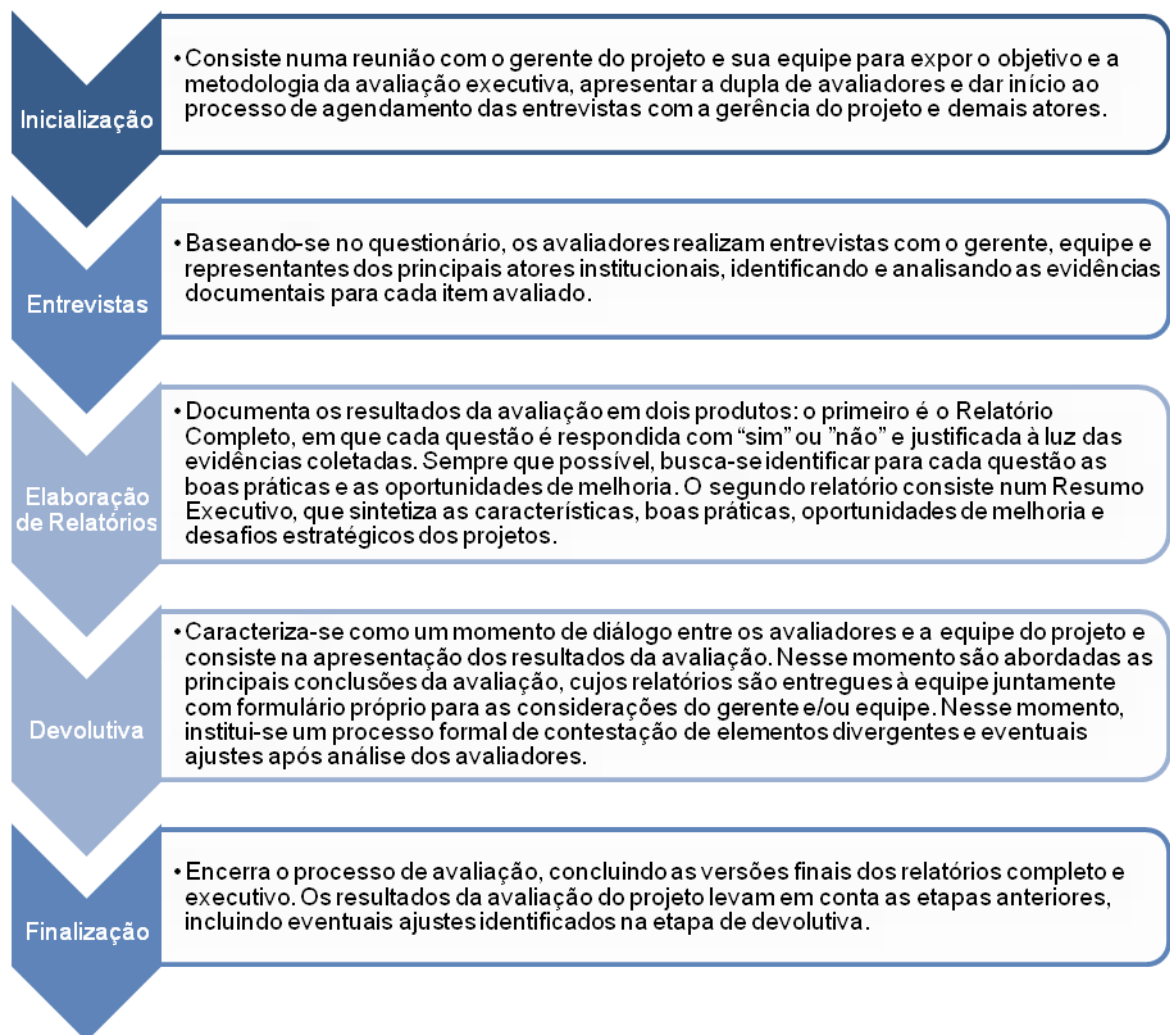 Inicialização
• Consiste numa reunião com o gerente do projeto e sua equipe para expor o objetivo e a
metodologia da avaliação executiva, apresentar a dupla de avaliadores e dar início ao
processo de agendamento das entrevistas com a gerência do projeto e demais atores.
Entrevistas
• Baseando-se no questionário, os avaliadores realizam entrevistas com o gerente, equipe e
representantes dos principais atores institucionais, identificando e analisando as evidências
documentais para cada item avaliado.
Elaboração
de Relatórios
• Documenta os resultados da avaliação em dois produtos: o primeiro é o Relatório
Completo, em que cada questão é respondida com “sim” ou ”não” e justificada à luz das
evidências coletadas. Sempre que possível, busca-se identificar para cada questão as
boas práticas e as oportunidades de melhoria. O segundo relatório consiste num Resumo
Executivo, que sintetiza as características, boas práticas, oportunidades de melhoria e
desafios estratégicos dos projetos.
Devolutiva
• Caracteriza-se como um momento de diálogo entre os avaliadores e a equipe do projeto e
consiste na apresentação dos resultados da avaliação. Nesse momento são abordadas as
principais conclusões da avaliação, cujos relatórios são entregues à equipe juntamente
com formulário próprio para as considerações do gerente e/ou equipe. Nesse momento,
institui-se um processo formal de contestação de elementos divergentes e eventuais
ajustes após análise dos avaliadores.
Finalização
• Encerra o processo de avaliação, concluindo as versões finais dos relatórios completo e
executivo. Os resultados da avaliação do projeto levam em conta as etapas anteriores,
incluindo eventuais ajustes identificados na etapa de devolutiva.